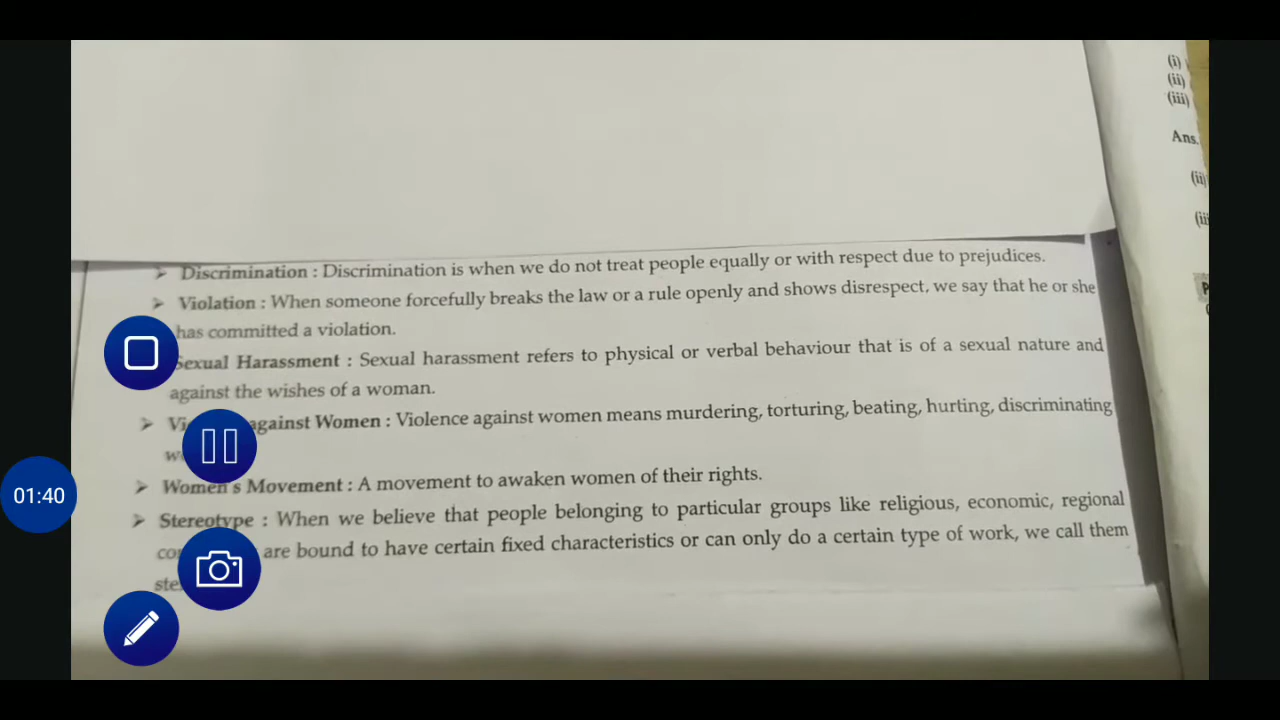 (i)
(ii)
(iii)
Ans.
(ii)
➤ Discrimination : Discrimination is when we do not treat people equally or with respect due to prejudices.
➤ Violation : When someone forcefully breaks the law or a rule openly and shows disrespect, we say that he or she
has committed a violation.
Sexual Harassment : Sexual harassment refers to physical or verbal behaviour that is of a sexual nature and
against the wishes of a woman.
➤ against Women : Violence against women means murdering, torturing, beating, hurting, discriminating
➤ Women's Movement : A movement to awaken women of their rights.
➤ Stereotype : When we believe that people belonging to particular groups like religious, economic, regional
are bound to have certain fixed characteristics or can only do a certain type of work, we call them
01:40